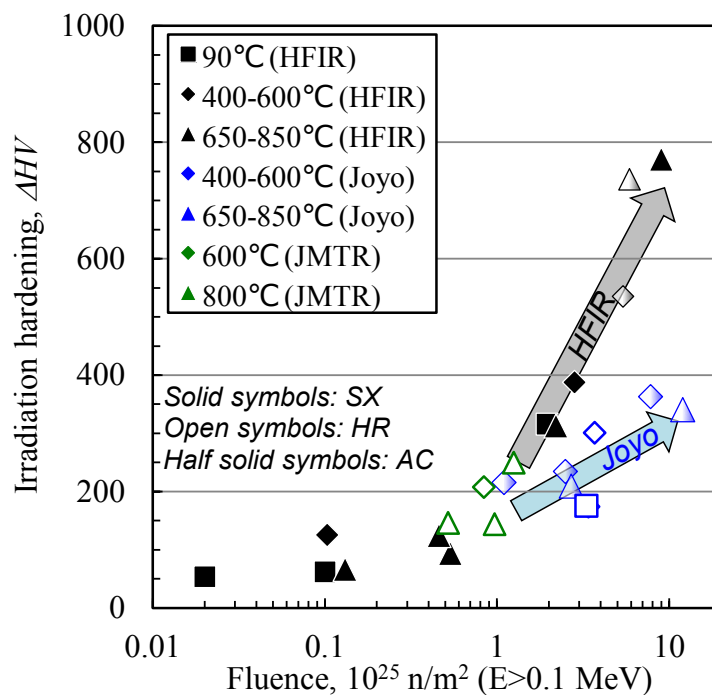 1000
800
600
400
200
0
Irradiation hardening, ΔHV
90℃ (HFIR)
400-600℃ (HFIR)
650-850℃ (HFIR)
400-600℃ (Joyo)
650-850℃ (Joyo)
600℃ (JMTR)
800℃ (JMTR)
HFIR
Solid symbols: SX
Open symbols: HR
Half solid symbols: AC
Joyo
0.01 0.1 1 10
Fluence, 10²⁵ n/m² (E>0.1 MeV)